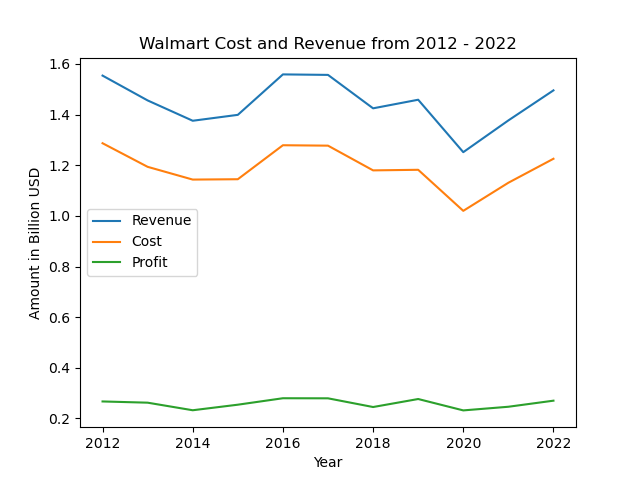 Walmart Cost and Revenue from 2012 - 2022
1.6
1.4
1.2
1.0
0.8
0.6
0.4
0.2
Amount in Billion USD
Revenue
Cost
Profit
2012 2014 2016 2018 2020 2022
Year